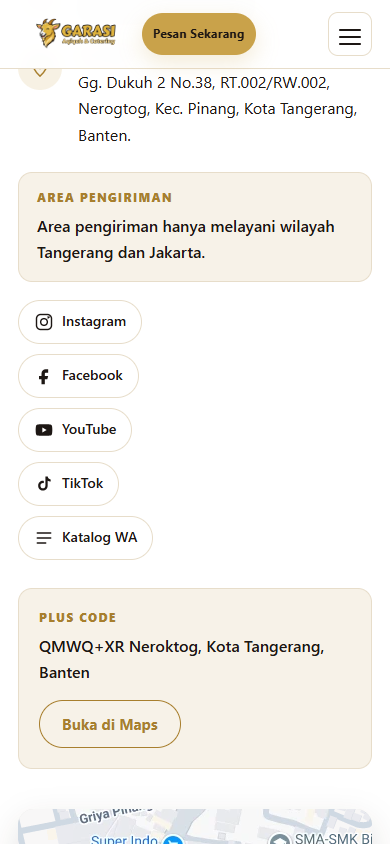 GARASI
Aqiqah & Catering
Pesan Sekarang
Gg. Dukuh 2 No.38, RT.002/RW.002,
Nerogtog, Kec. Pinang, Kota Tangerang,
Banten.
AREA PENGIRIMAN
Area pengiriman hanya melayani wilayah
Tangerang dan Jakarta.
Instagram
Facebook
YouTube
TikTok
Katalog WA
PLUS CODE
QMWQ+XR Neroktog, Kota Tangerang,
Banten
Buka di Maps
Griya
Super Indo
SMA-SMK Bi